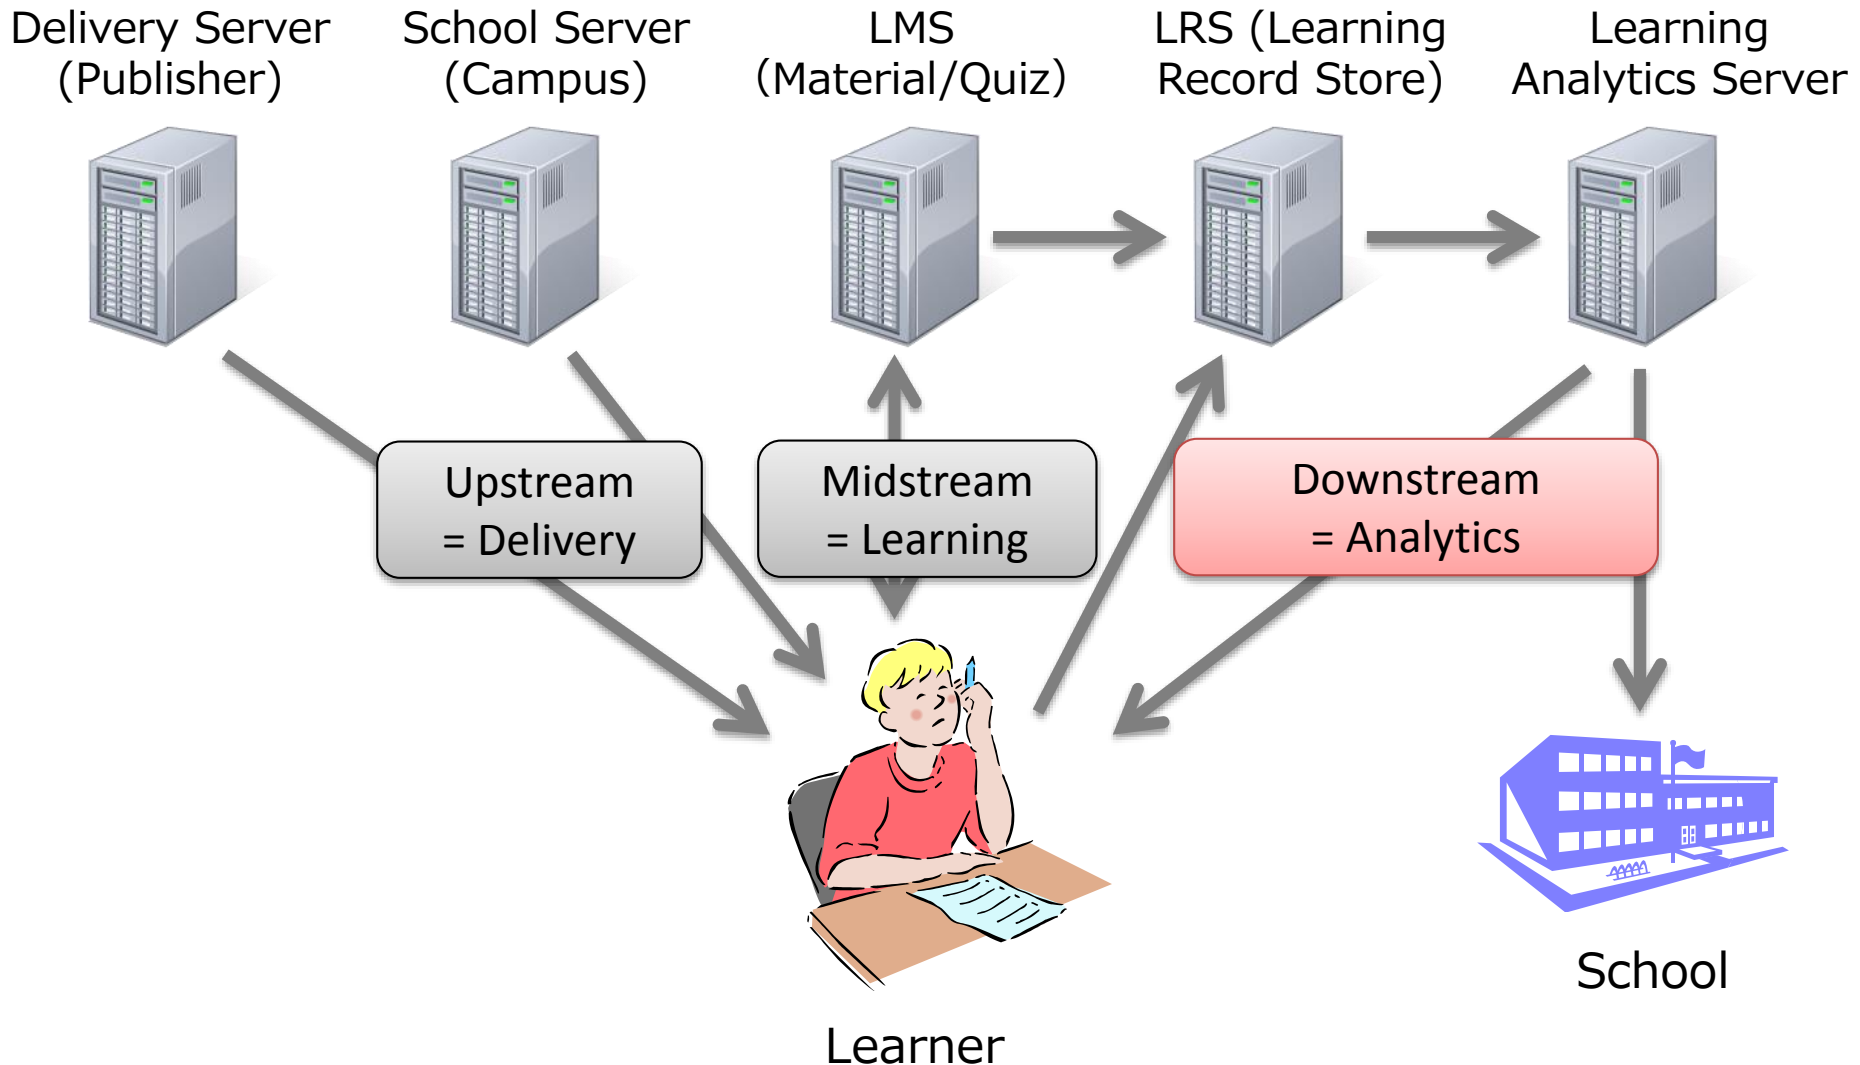 Delivery Server
(Publisher)
School Server
(Campus)
LMS
(Material/Quiz)
LRS (Learning
Record Store)
Learning
Analytics Server
Upstream
= Delivery
Midstream
= Learning
Downstream
= Analytics
School
Learner